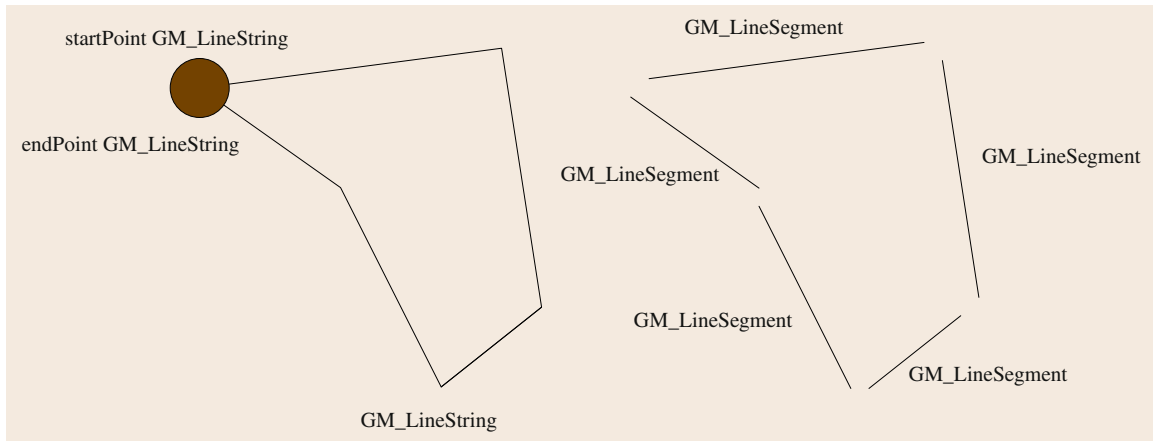 startPoint GM_LineString
endPoint GM_LineString
GM_LineString
GM_LineSegment
GM_LineSegment
GM_LineSegment
GM_LineSegment
GM_LineSegment